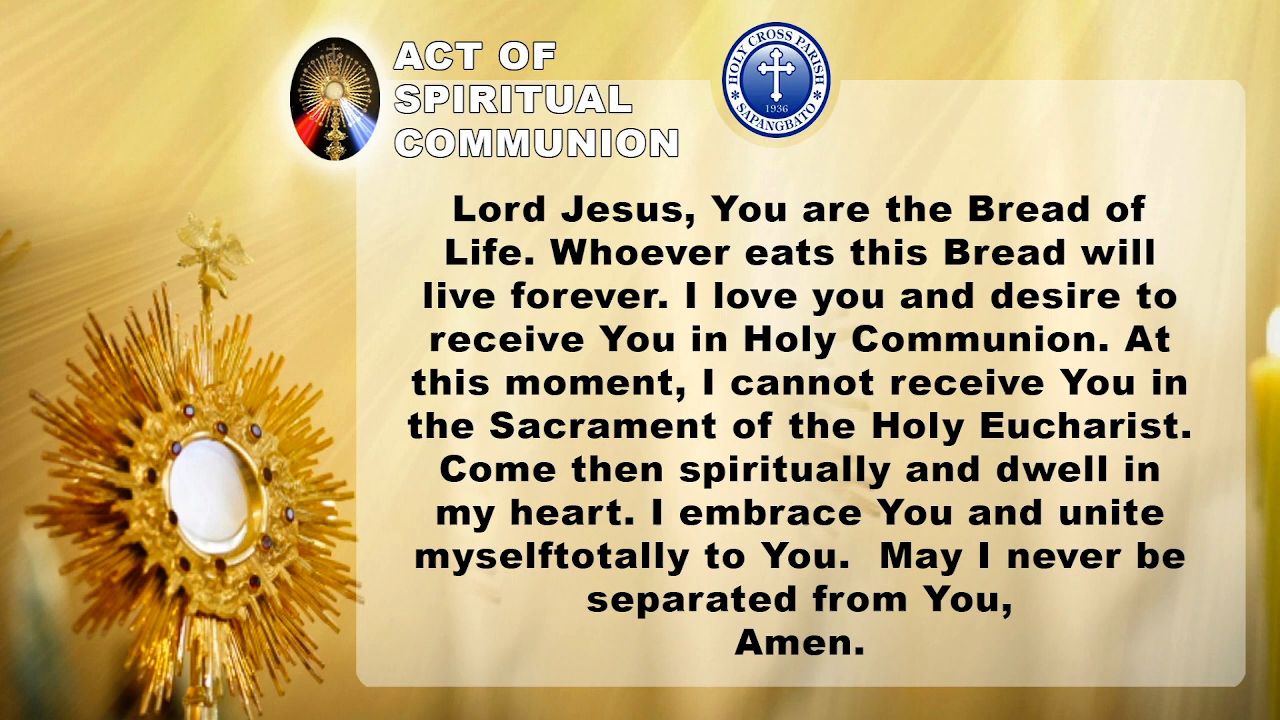 ACT OF
SPIRITUAL
COMMUNION
HOLY CROSS PARISH
1936
SAPANGBATO
Lord Jesus, You are the Bread of
Life. Whoever eats this Bread will
live forever. I love you and desire to
receive You in Holy Communion. At
this moment, I cannot receive You in
the Sacrament of the Holy Eucharist.
Come then spiritually and dwell in
my heart. I embrace You and unite
myselftotally to You.  May I never be
separated from You,
Amen.